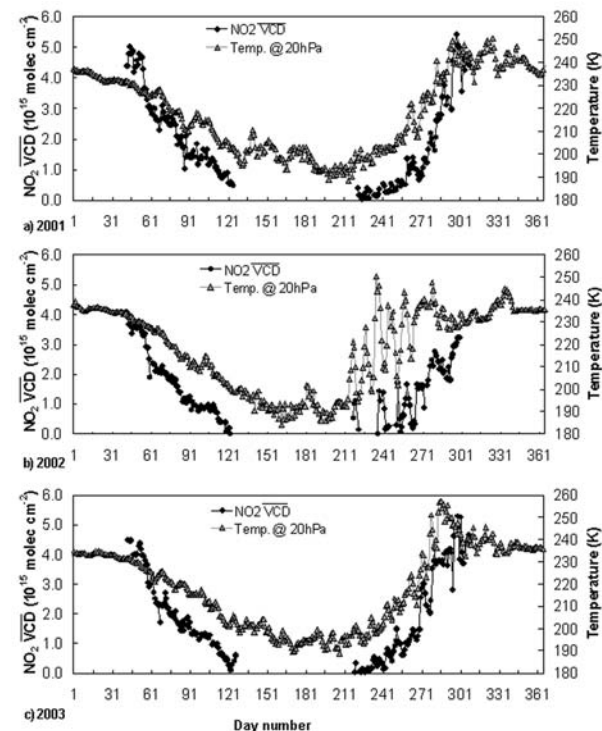 NO2 VCD
Temp. @ 20hPa
NO2 VCD (10^15 molec cm^-2)
6.0
5.0
4.0
3.0
2.0
1.0
0.0
260
250
240
230
220
210
200
190
180
Temperature (K)
1 31 61 91 121 151 181 211 241 271 301 331 361
a) 2001
NO2 VCD
Temp. @ 20hPa
NO2 VCD (10^15 molec cm^-2)
6.0
5.0
4.0
3.0
2.0
1.0
0.0
260
250
240
230
220
210
200
190
180
Temperature (K)
1 31 61 91 121 151 181 211 241 271 301 331 361
b) 2002
NO2 VCD
Temp. @ 20hPa
NO2 VCD (10^15 molec cm^-2)
6.0
5.0
4.0
3.0
2.0
1.0
0.0
260
250
240
230
220
210
200
190
180
Temperature (K)
1 31 61 91 121 151 181 211 241 271 301 331 361
c) 2003
Day number